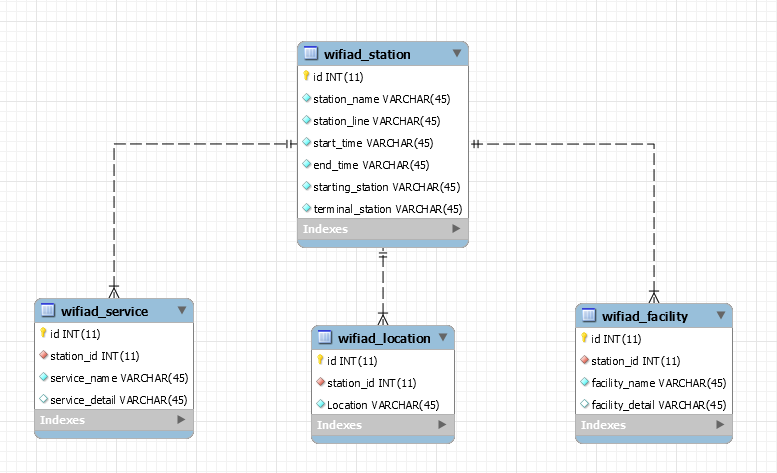 wifiad_station
id INT(11)
station_name VARCHAR(45)
station_line VARCHAR(45)
start_time VARCHAR(45)
end_time VARCHAR(45)
starting_station VARCHAR(45)
terminal_station VARCHAR(45)
Indexes
wifiad_service
id INT(11)
station_id INT(11)
service_name VARCHAR(45)
service_detail VARCHAR(45)
Indexes
wifiad_location
id INT(11)
station_id INT(11)
Location VARCHAR(45)
Indexes
wifiad_facility
id INT(11)
station_id INT(11)
facility_name VARCHAR(45)
facility_detail VARCHAR(45)
Indexes